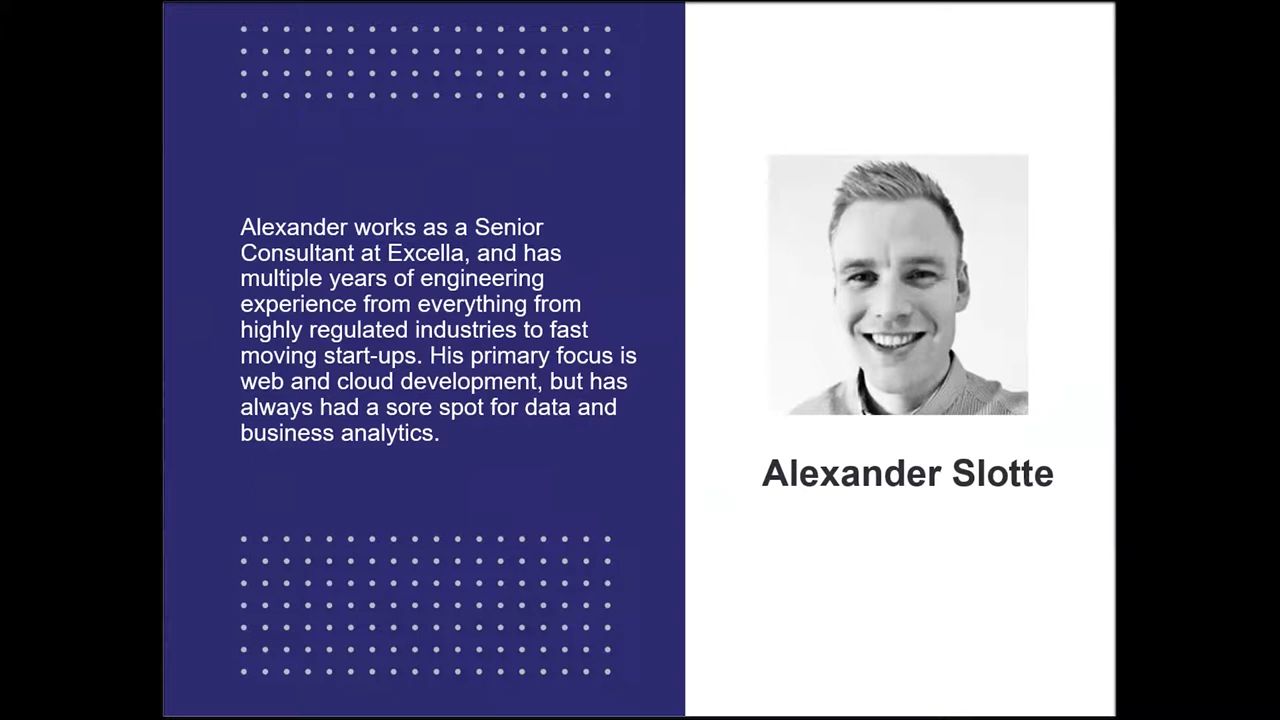 Alexander works as a Senior
Consultant at Excella, and has
multiple years of engineering
experience from everything from
highly regulated industries to fast
moving start-ups. His primary focus is
web and cloud development, but has
always had a sore spot for data and
business analytics.
Alexander Slotte